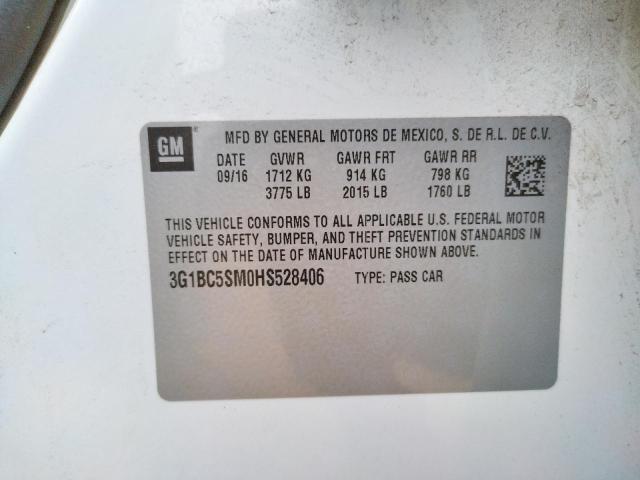 GM ®
MFD BY GENERAL MOTORS DE MEXICO, S. DE R.L. DE C.V.
DATE GVWR GAWR FRT GAWR RR
09/16 1712 KG 914 KG 798 KG
3775 LB 2015 LB 1760 LB
THIS VEHICLE CONFORMS TO ALL APPLICABLE U.S. FEDERAL MOTOR
VEHICLE SAFETY, BUMPER, AND THEFT PREVENTION STANDARDS IN
EFFECT ON THE DATE OF MANUFACTURE SHOWN ABOVE.
3G1BC5SM0HS528406 TYPE: PASS CAR